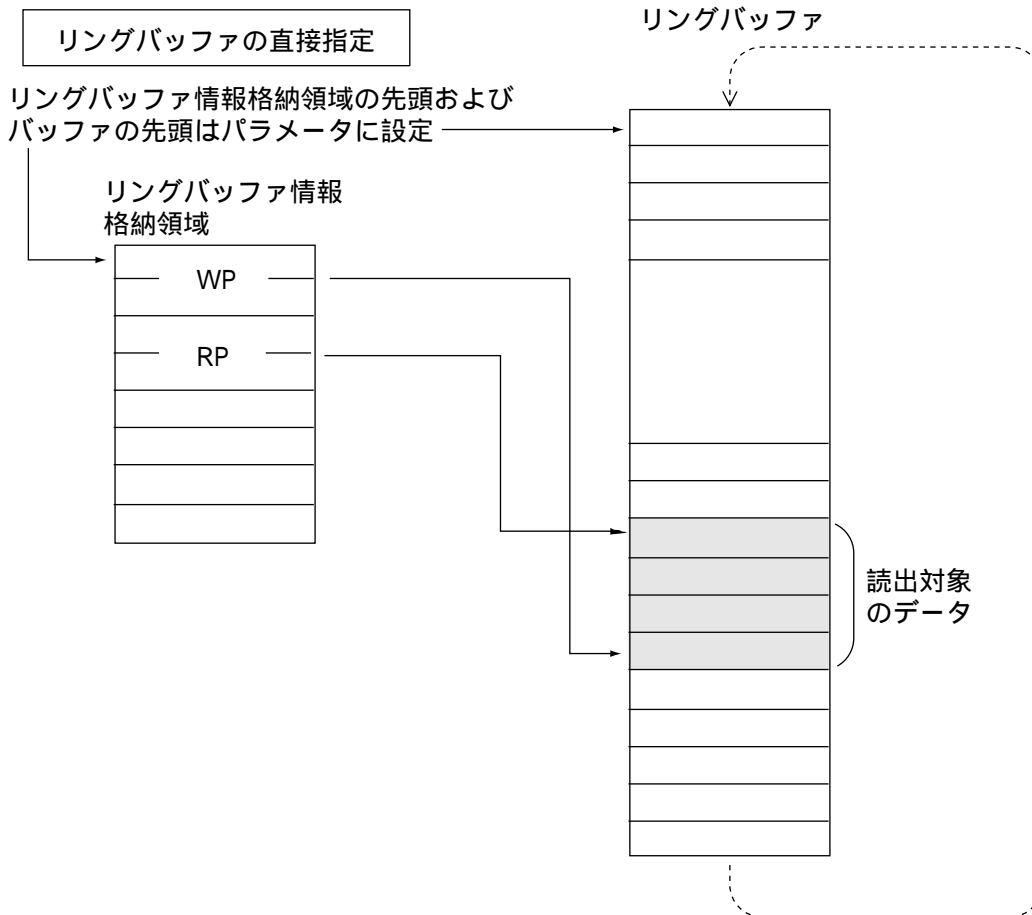 リングバッファ
リングバッファの直接指定
リングバッファ情報格納領域の先頭および
バッファの先頭はパラメータに設定
リングバッファ情報
格納領域
WP
RP
読出対象
のデータ